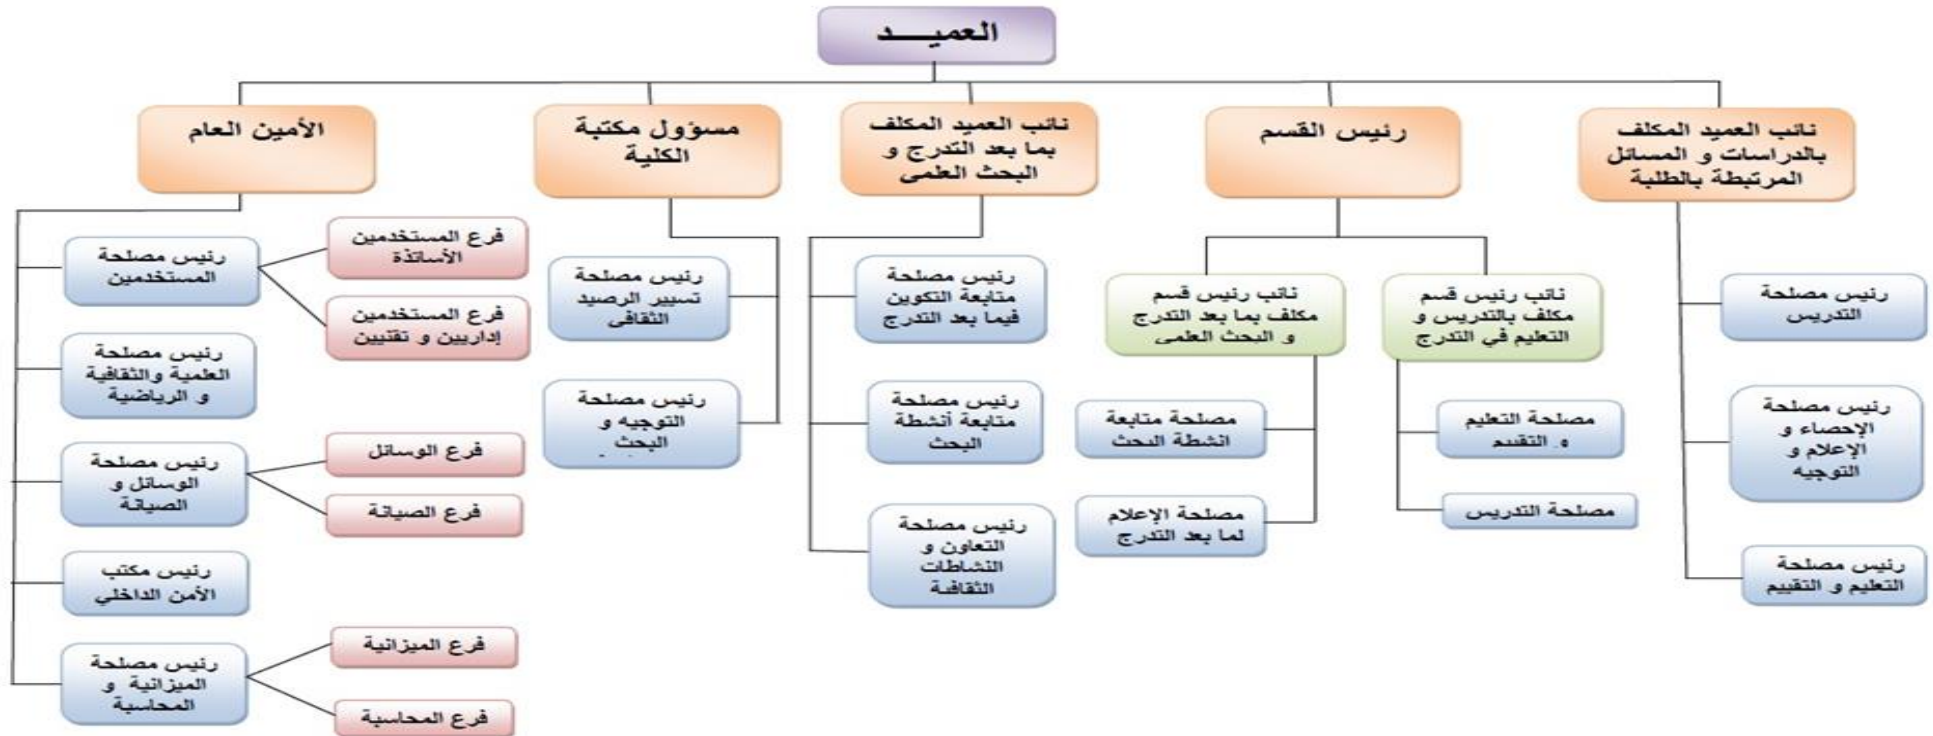 العميـــد
نائب العميد المكلف
بالدراسات و المسائل
المرتبطة بالطلبة
رئيس القسم
نائب العميد المكلف
بما بعد التدرج و
البحث العلمي
مسؤول مكتبة
الكلية
الأمين العام
رئيس مصلحة
التدريس
رئيس مصلحة
الإحصاء و
الإعلام و
التوجيه
رئيس مصلحة
التعليم و التقييم
نائب رئيس قسم
مكلف بالتدريس و
التعليم في التدرج
مصلحة التعليم
و التقييم
مصلحة التدريس
نائب رئيس قسم
مكلف بما بعد التدرج
و البحث العلمي
مصلحة متابعة
انشطة البحث
مصلحة الإعلام
لما بعد التدرج
رئيس مصلحة
متابعة التكوين
فيما بعد التدرج
رئيس مصلحة
متابعة أنشطة
البحث
رئيس مصلحة
التعاون و
النشاطات
الثقافية
رئيس مصلحة
تسيير الرصيد
الثقافي
رئيس مصلحة
التوجيه و
البحث
رئيس مصلحة
المستخدمين
فرع المستخدمين
الأساتذة
فرع المستخدمين
إداريين و تقنيين
رئيس مصلحة
العلمية والثقافية
و الرياضية
رئيس مصلحة
الوسائل و
الصيانة
فرع الوسائل
فرع الصيانة
رئيس مكتب
الأمن الداخلي
رئيس مصلحة
الميزانية و
المحاسبة
فرع الميزانية
فرع المحاسبة